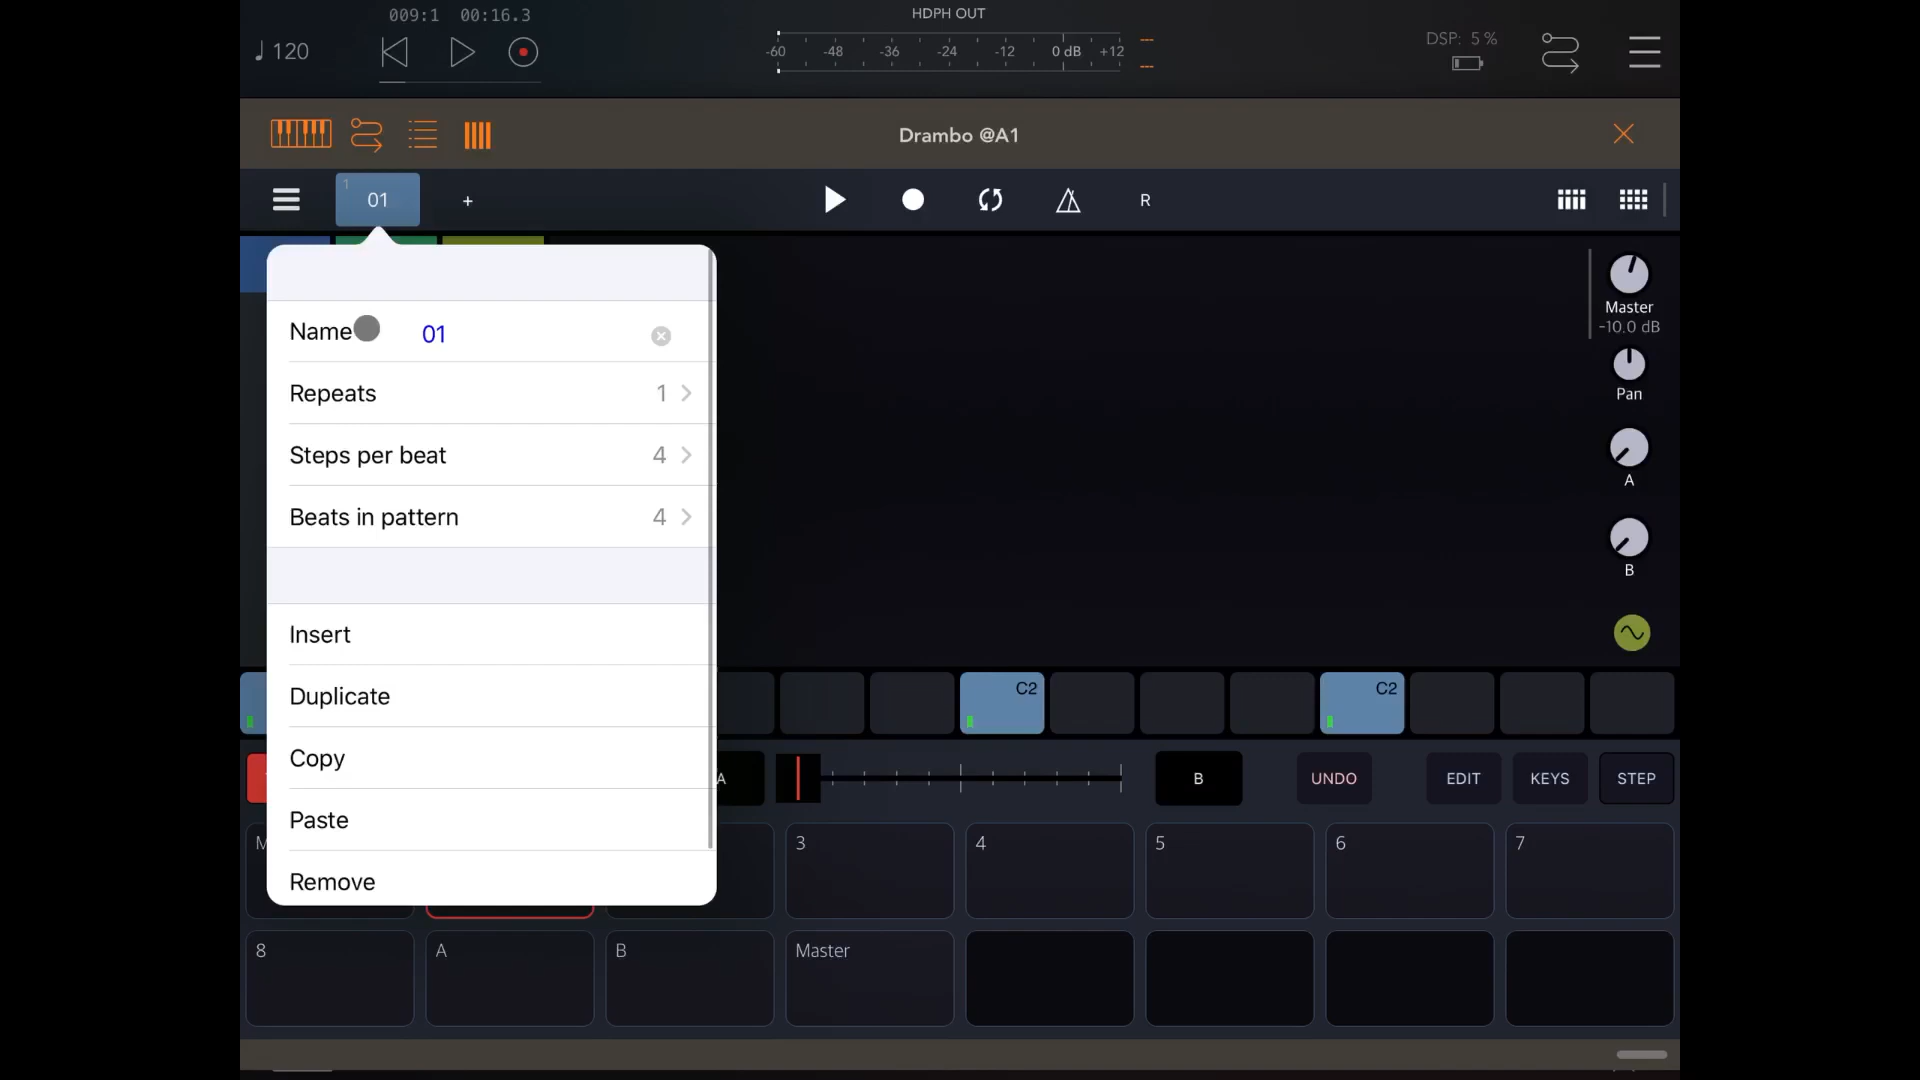 009:1 00:16.3
HDPH OUT
♩ 120
-60 -48 -36 -24 -12 0 dB +12
DSP: 5 %
Drambo @A1
1
01
+
R
Name 01
Repeats 1
Steps per beat 4
Beats in pattern 4
Insert
Duplicate
Copy
Paste
Remove
Master
-10.0 dB
Pan
A
B
C2
C2
A
B
UNDO
EDIT
KEYS
STEP
M
3
4
5
6
7
8
A
B
Master